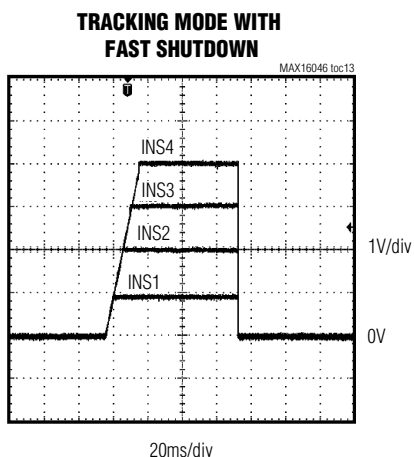 TRACKING MODE WITH
FAST SHUTDOWN
MAX16046 toc13
T
INS4
INS3
INS2
INS1
1V/div
0V
20ms/div